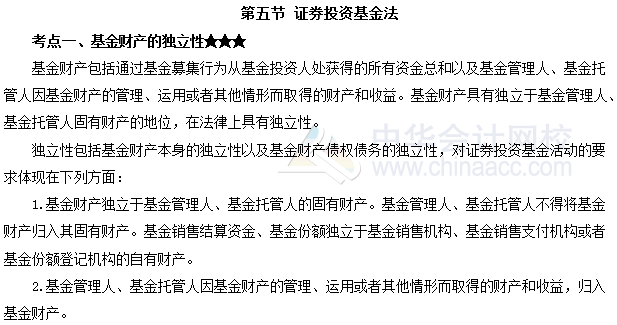 第五节 证券投资基金法
考点一、基金财产的独立性★★★
基金财产包括通过基金募集行为从基金投资人处获得的所有资金总和以及基金管理人、基金托
管人因基金财产的管理、运用或者其他情形而取得的财产和收益。基金财产具有独立于基金管理人、
基金托管人固有财产的地位，在法律上具有独立性。
独立性包括基金财产本身的独立性以及基金财产债权债务的独立性，对证券投资基金活动的要
求体现在下列方面：
1.基金财产独立于基金管理人、基金托管人的固有财产。基金管理人、基金托管人不得将基金
财产归入其固有财产。基金销售结算资金、基金份额独立于基金销售机构、基金销售支付机构或者
基金份额登记机构的自有财产。
2.基金管理人、基金托管人因基金财产的管理、运用或者其他情形而取得的财产和收益，归入
基金财产。
中华会计网校
www.chinaacc.com